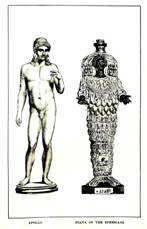 APOLLO.
DIANA OF THE EPHESIANS.